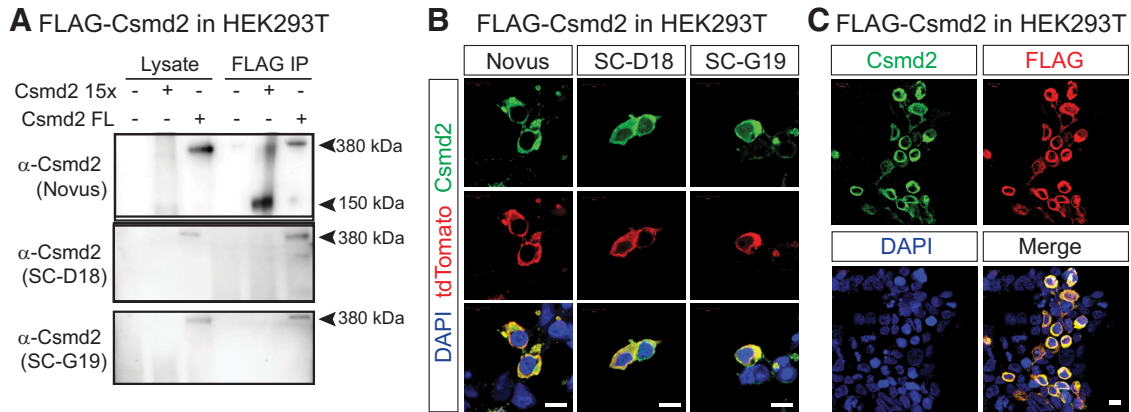 A FLAG-Csmd2 in HEK293T
Lysate FLAG IP
Csmd2 15x - + - - + -
Csmd2 FL - - + - - +
α-Csmd2
(Novus)
380 kDa
150 kDa
α-Csmd2
(SC-D18)
380 kDa
α-Csmd2
(SC-G19)
380 kDa
B FLAG-Csmd2 in HEK293T
Novus SC-D18 SC-G19
Csmd2
tdTomato
DAPI
C FLAG-Csmd2 in HEK293T
Csmd2 FLAG
DAPI Merge